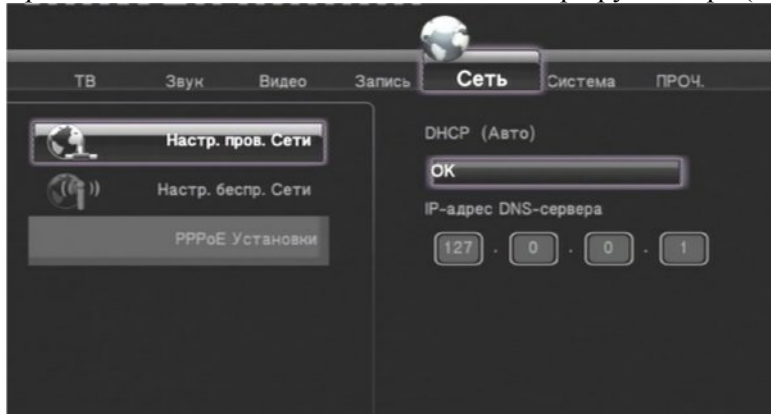 ТВ Звук Видео Запись Сеть Система ПРОЧ.
Настр. пров. Сети
Настр. беспр. Сети
PPPoE Установки
DHCP (Авто)
OK
IP-адрес DNS-сервера
127 . 0 . 0 . 1